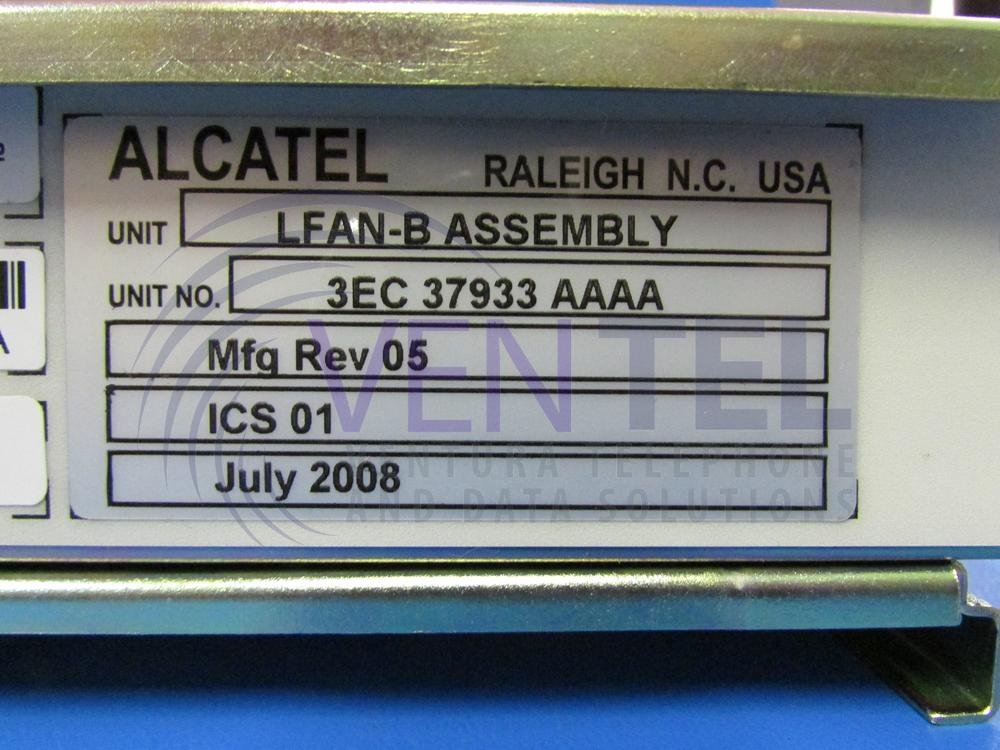 ALCATEL RALEIGH N.C. USA
UNIT LFAN-B ASSEMBLY
UNIT NO. 3EC 37933 AAAA
Mfg Rev 05
ICS 01
July 2008
VENTEL
VENTURA TELEPHONE
AND DATA SOLUTIONS
A